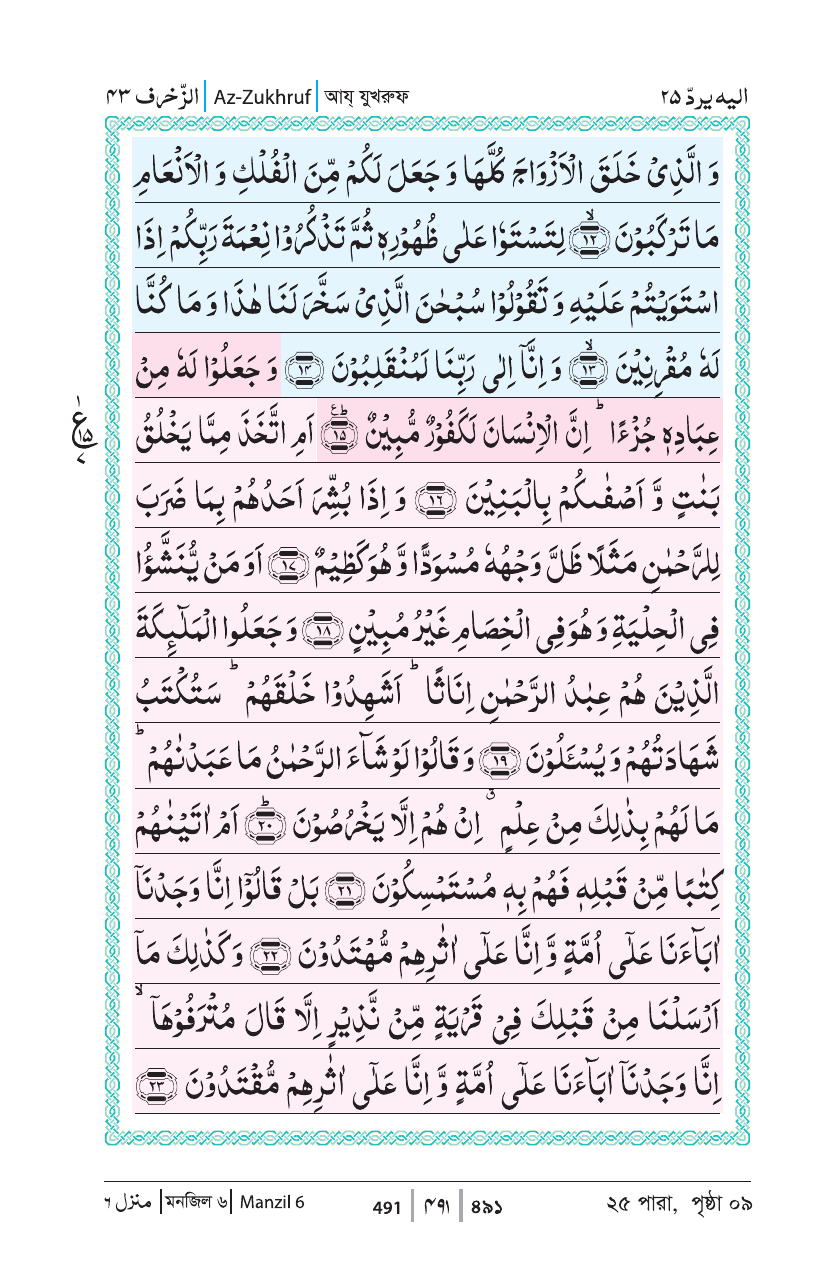 الزّخرف ۴۳ | Az-Zukhruf | আয্ যুখরুফ
اليه يردّ ۲۵
وَ الَّذِیْ خَلَقَ الْاَزْوَاجَ كُلَّهَا وَ جَعَلَ لَكُمْ مِّنَ الْفُلْكِ وَ الْاَنْعَامِ
مَا تَرْكَبُوْنَ ۙ‏﴿۱۲﴾ لِتَسْتَوٗا عَلٰی ظُهُوْرِهٖ ثُمَّ تَذْكُرُوْا نِعْمَةَ رَبِّكُمْ اِذَا
اسْتَوَیْتُمْ عَلَیْهِ وَ تَقُوْلُوْا سُبْحٰنَ الَّذِیْ سَخَّرَ لَنَا هٰذَا وَ مَا كُنَّا
لَهٗ مُقْرِنِیْنَ ۙ‏﴿۱۳﴾ وَ اِنَّاۤ اِلٰی رَبِّنَا لَمُنْقَلِبُوْنَ ﴿۱۴﴾ وَ جَعَلُوْا لَهٗ مِنْ
عِبَادِهٖ جُزْءًا ؕ اِنَّ الْاِنْسَانَ لَكَفُوْرٌ مُّبِیْنٌ ؕ‏﴿۱۵﴾ اَمِ اتَّخَذَ مِمَّا یَخْلُقُ
ع ۱۵ ۷
بَنٰتٍ وَّ اَصْفٰىكُمْ بِالْبَنِیْنَ ﴿۱۶﴾ وَ اِذَا بُشِّرَ اَحَدُهُمْ بِمَا ضَرَبَ
لِلرَّحْمٰنِ مَثَلًا ظَلَّ وَجْهُهٗ مُسْوَدًّا وَّ هُوَ كَظِیْمٌ ﴿۱۷﴾ اَوَ مَنْ یُّنَشَّؤُا
فِی الْحِلْیَةِ وَ هُوَ فِی الْخِصَامِ غَیْرُ مُبِیْنٍ ﴿۱۸﴾ وَ جَعَلُوا الْمَلٰٓئِكَةَ
الَّذِیْنَ هُمْ عِبٰدُ الرَّحْمٰنِ اِنَاثًا ؕ اَشَهِدُوْا خَلْقَهُمْ ؕ سَتُكْتَبُ
شَهَادَتُهُمْ وَ یُسْـَٔلُوْنَ ﴿۱۹﴾ وَ قَالُوْا لَوْ شَآءَ الرَّحْمٰنُ مَا عَبَدْنٰهُمْ ؕ
مَا لَهُمْ بِذٰلِكَ مِنْ عِلْمٍ ۗ اِنْ هُمْ اِلَّا یَخْرُصُوْنَ ؕ‏﴿۲۰﴾ اَمْ اٰتَیْنٰهُمْ
كِتٰبًا مِّنْ قَبْلِهٖ فَهُمْ بِهٖ مُسْتَمْسِكُوْنَ ﴿۲۱﴾ بَلْ قَالُوْۤا اِنَّا وَجَدْنَاۤ
اٰبَآءَنَا عَلٰۤی اُمَّةٍ وَّ اِنَّا عَلٰۤی اٰثٰرِهِمْ مُّهْتَدُوْنَ ﴿۲۲﴾ وَ كَذٰلِكَ مَاۤ
اَرْسَلْنَا مِنْ قَبْلِكَ فِیْ قَرْیَةٍ مِّنْ نَّذِیْرٍ اِلَّا قَالَ مُتْرَفُوْهَاۤ ۙ
اِنَّا وَجَدْنَاۤ اٰبَآءَنَا عَلٰۤی اُمَّةٍ وَّ اِنَّا عَلٰۤی اٰثٰرِهِمْ مُّقْتَدُوْنَ ﴿۲۳﴾
منزل ۶ | মনজিল ৬ | Manzil 6
491 | ۴۹۱ | ৪৯১
২৫ পারা, পৃষ্ঠা ০৯